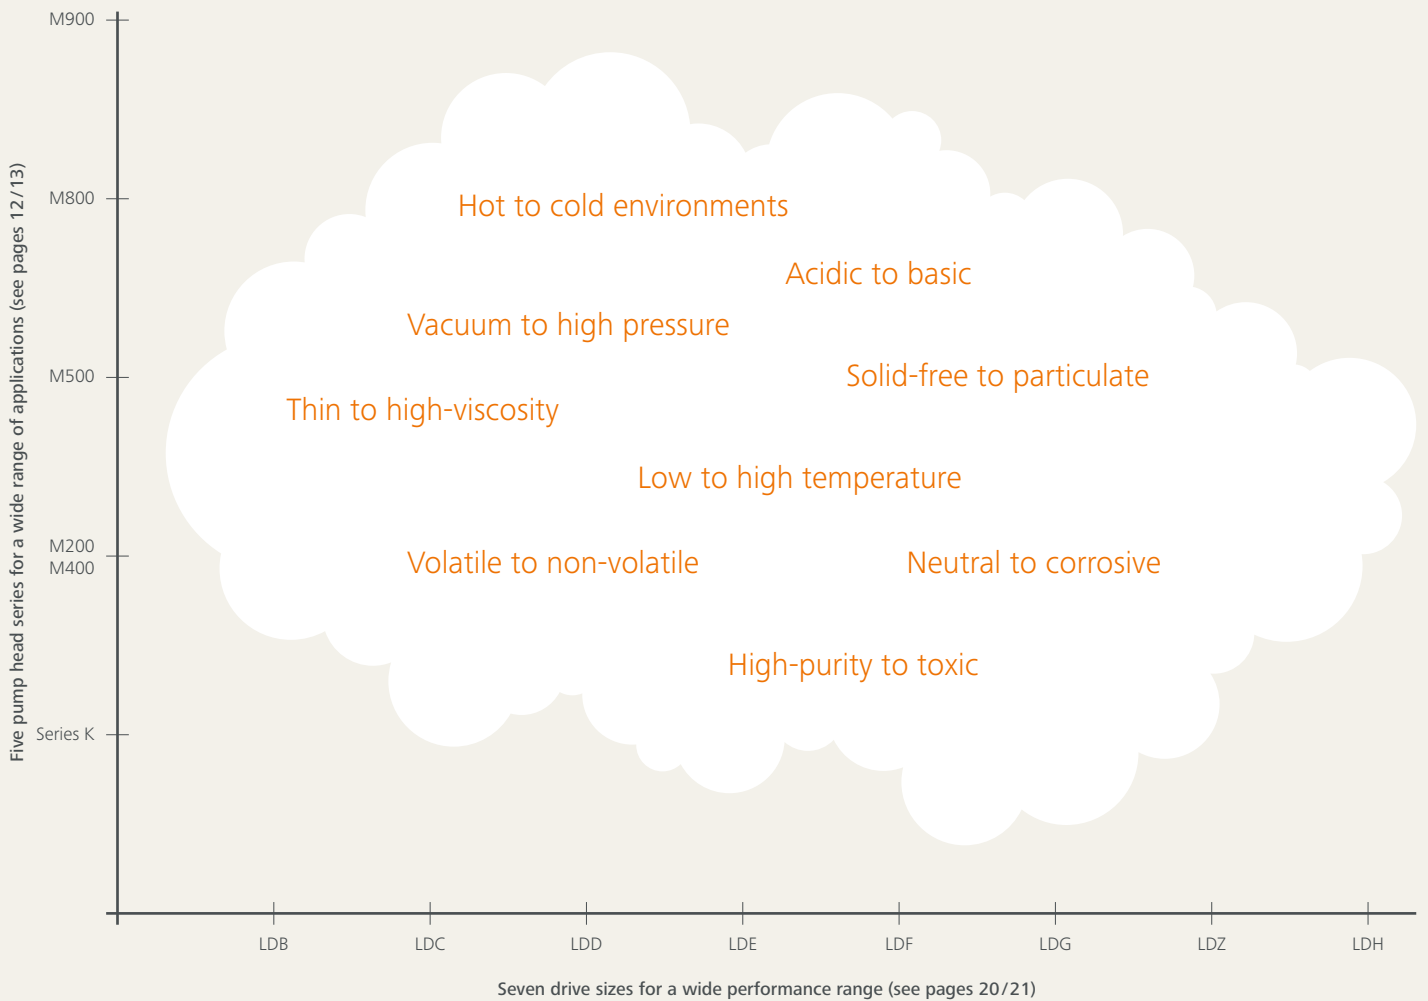 M900
M800
M500
M200
M400
Series K
Five pump head series for a wide range of applications (see pages 12/13)
Hot to cold environments
Acidic to basic
Vacuum to high pressure
Solid-free to particulate
Thin to high-viscosity
Low to high temperature
Volatile to non-volatile
Neutral to corrosive
High-purity to toxic
LDB LDC LDD LDE LDF LDG LDZ LDH
Seven drive sizes for a wide performance range (see pages 20/21)